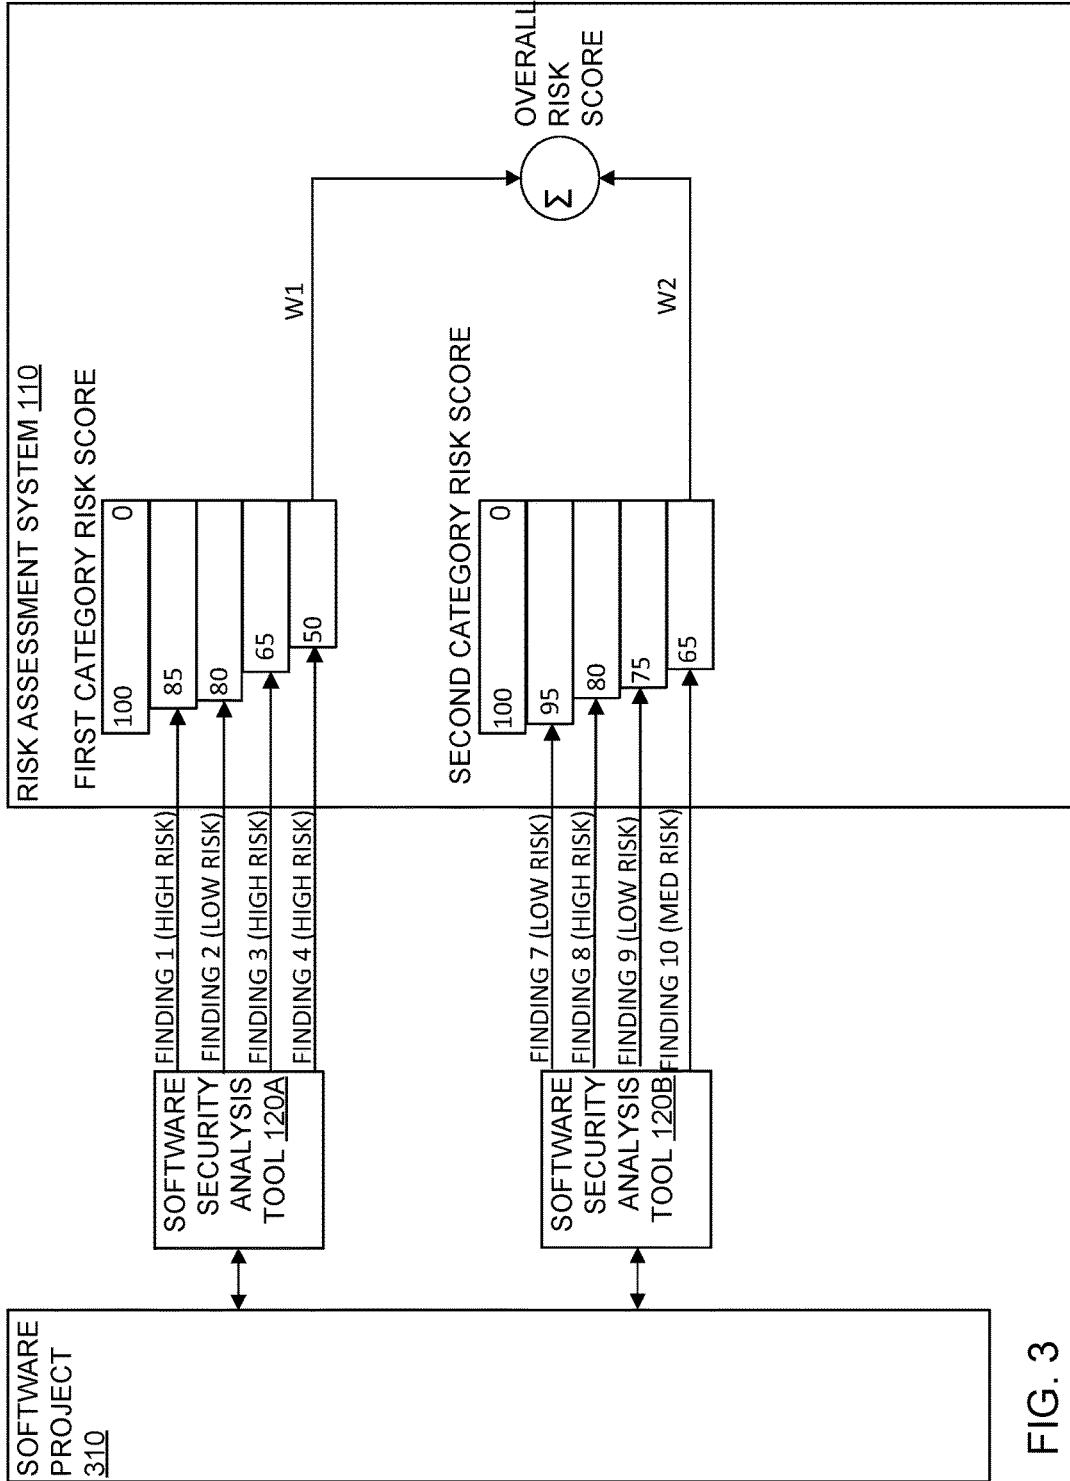 SOFTWARE
PROJECT
310
SOFTWARE
SECURITY
ANALYSIS
TOOL 120A
FINDING 1 (HIGH RISK)
FINDING 2 (LOW RISK)
FINDING 3 (HIGH RISK)
FINDING 4 (HIGH RISK)
SOFTWARE
SECURITY
ANALYSIS
TOOL 120B
FINDING 7 (LOW RISK)
FINDING 8 (HIGH RISK)
FINDING 9 (LOW RISK)
FINDING 10 (MED RISK)
RISK ASSESSMENT SYSTEM 110
FIRST CATEGORY RISK SCORE
100 0
85
80
65
50
W1
SECOND CATEGORY RISK SCORE
100 0
95
80
75
65
W2
Σ
OVERALL
RISK
SCORE
FIG. 3